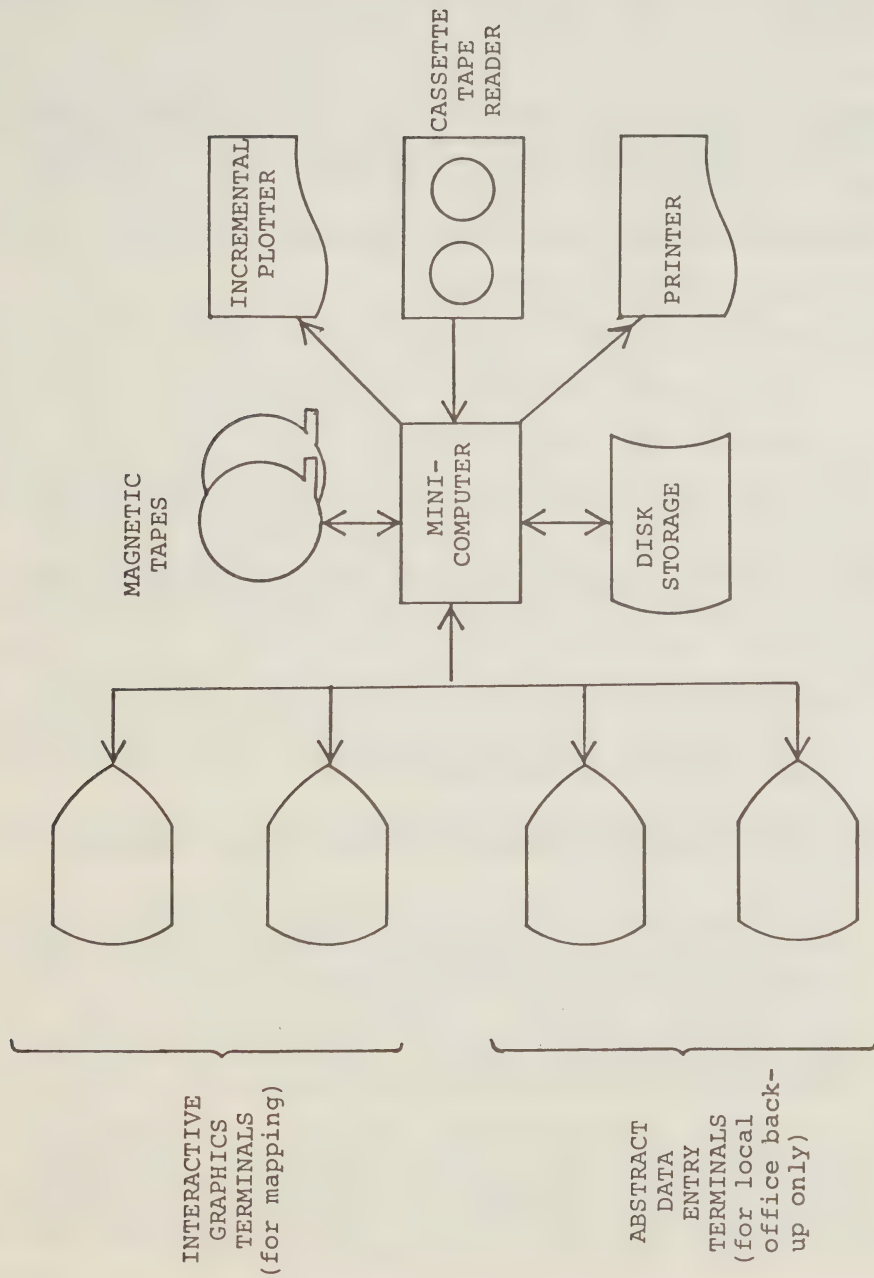 INTERACTIVE
GRAPHICS
TERMINALS
(for mapping)
ABSTRACT
DATA
ENTRY
TERMINALS
(for local
office back-
up only)
MAGNETIC
TAPES
MINI-
COMPUTER
DISK
STORAGE
INCREMENTAL
PLOTTER
CASSETTE
TAPE
READER
PRINTER